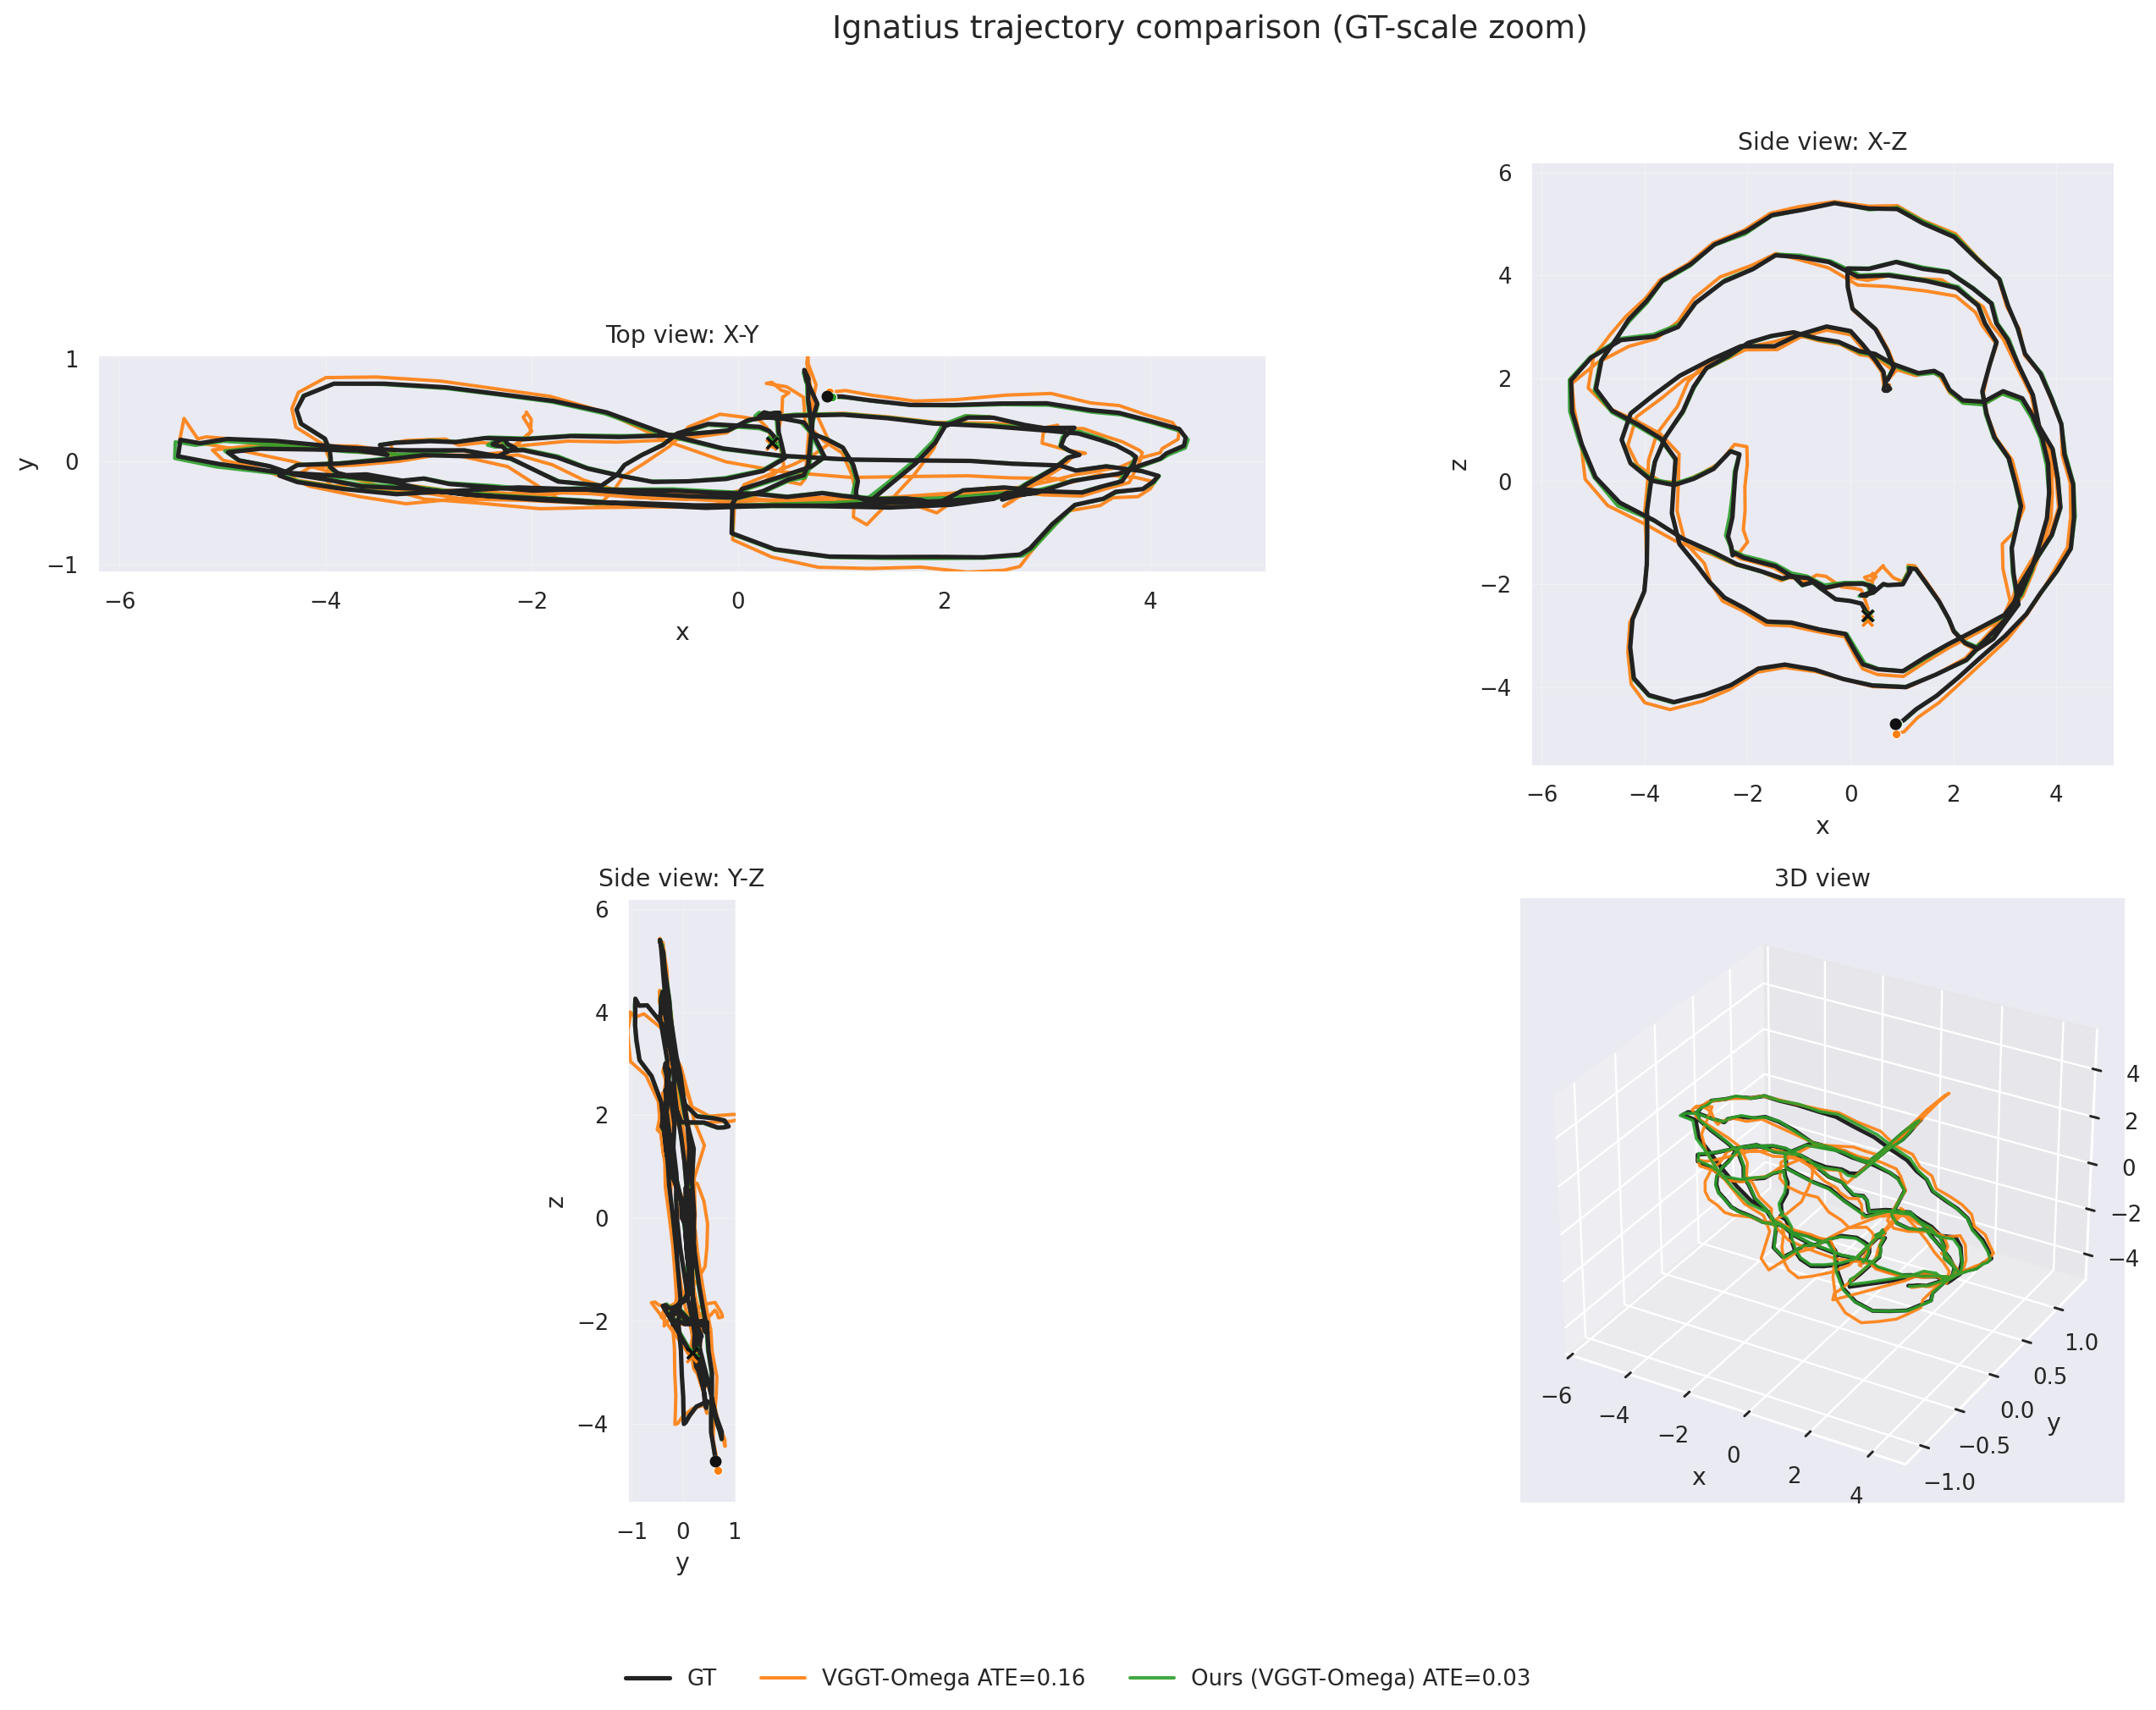 Ignatius trajectory comparison (GT-scale zoom)
Top view: X-Y
1
0
−1
y
−6 −4 −2 0 2 4
x
Side view: X-Z
6
4
2
0
−2
−4
z
−6 −4 −2 0 2 4
x
Side view: Y-Z
6
4
2
0
−2
−4
z
−1 0 1
y
3D view
4
2
0
−2
−4
1.0
0.5
0.0
−0.5
−1.0
y
−6
−4
−2
0
2
4
x
GT VGGT-Omega ATE=0.16 Ours (VGGT-Omega) ATE=0.03